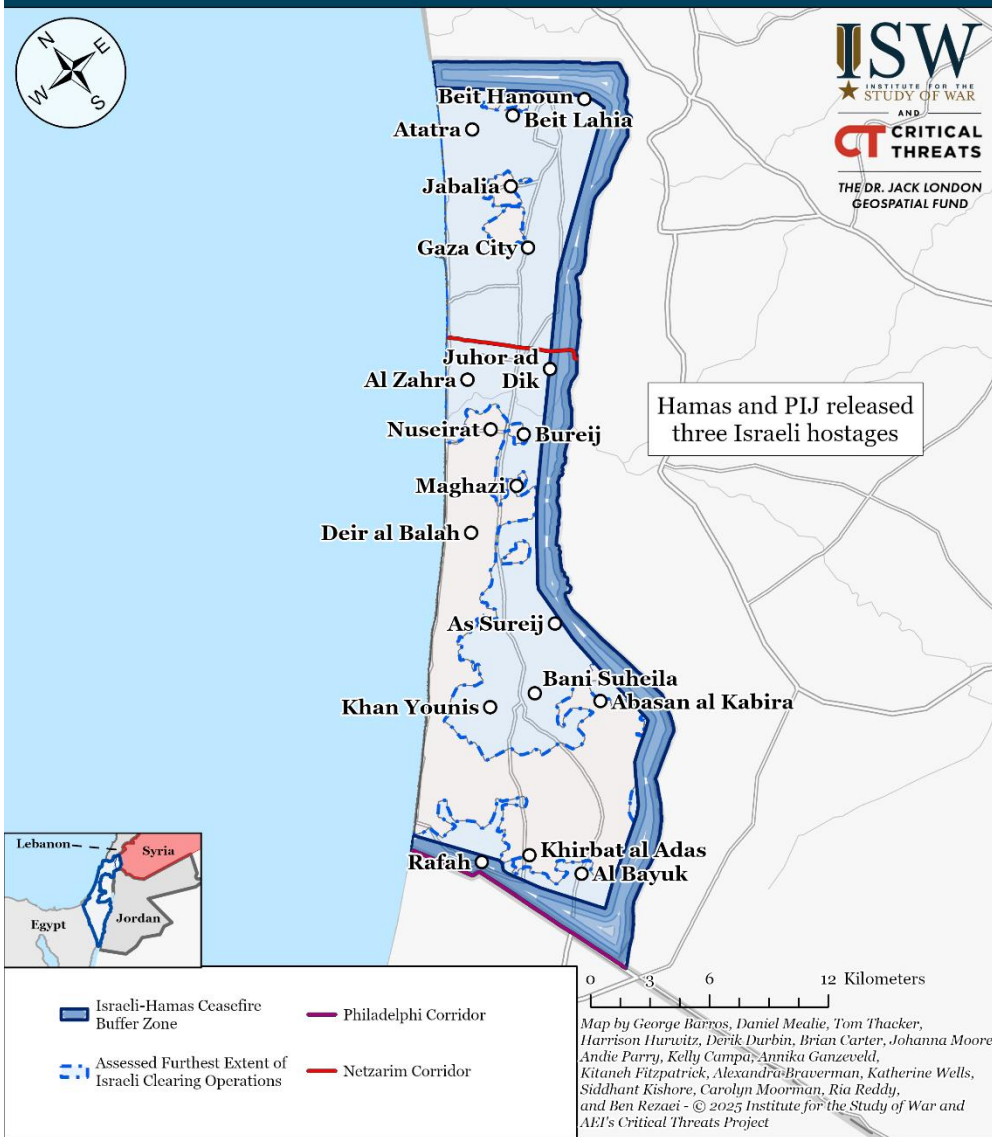 N
E
W
S
ISW
INSTITUTE FOR THE
STUDY OF WAR
AND
CT CRITICAL
THREATS
THE DR. JACK LONDON
GEOSPATIAL FUND
Beit Hanoun
Beit Lahia
Atatra
Jabalia
Gaza City
Juhor ad
Dik
Al Zahra
Hamas and PIJ released
three Israeli hostages
Nuseirat
Bureij
Maghazi
Deir al Balah
As Sureij
Bani Suheila
Abasan al Kabira
Khan Younis
Khirbat al Adas
Rafah
Al Bayuk
Lebanon
Syria
Jordan
Egypt
0 3 6 12 Kilometers
Israeli-Hamas Ceasefire
Buffer Zone
Philadelphi Corridor
Assessed Furthest Extent of
Israeli Clearing Operations
Netzarim Corridor
Map by George Barros, Daniel Mealie, Tom Thacker,
Harrison Hurwitz, Derik Durbin, Brian Carter, Johanna Moore,
Andie Parry, Kelly Campa, Annika Ganzeveld,
Kitaneh Fitzpatrick, Alexandra Braverman, Katherine Wells,
Siddhant Kishore, Carolyn Moorman, Ria Reddy,
and Ben Rezaei - © 2025 Institute for the Study of War and
AEI's Critical Threats Project